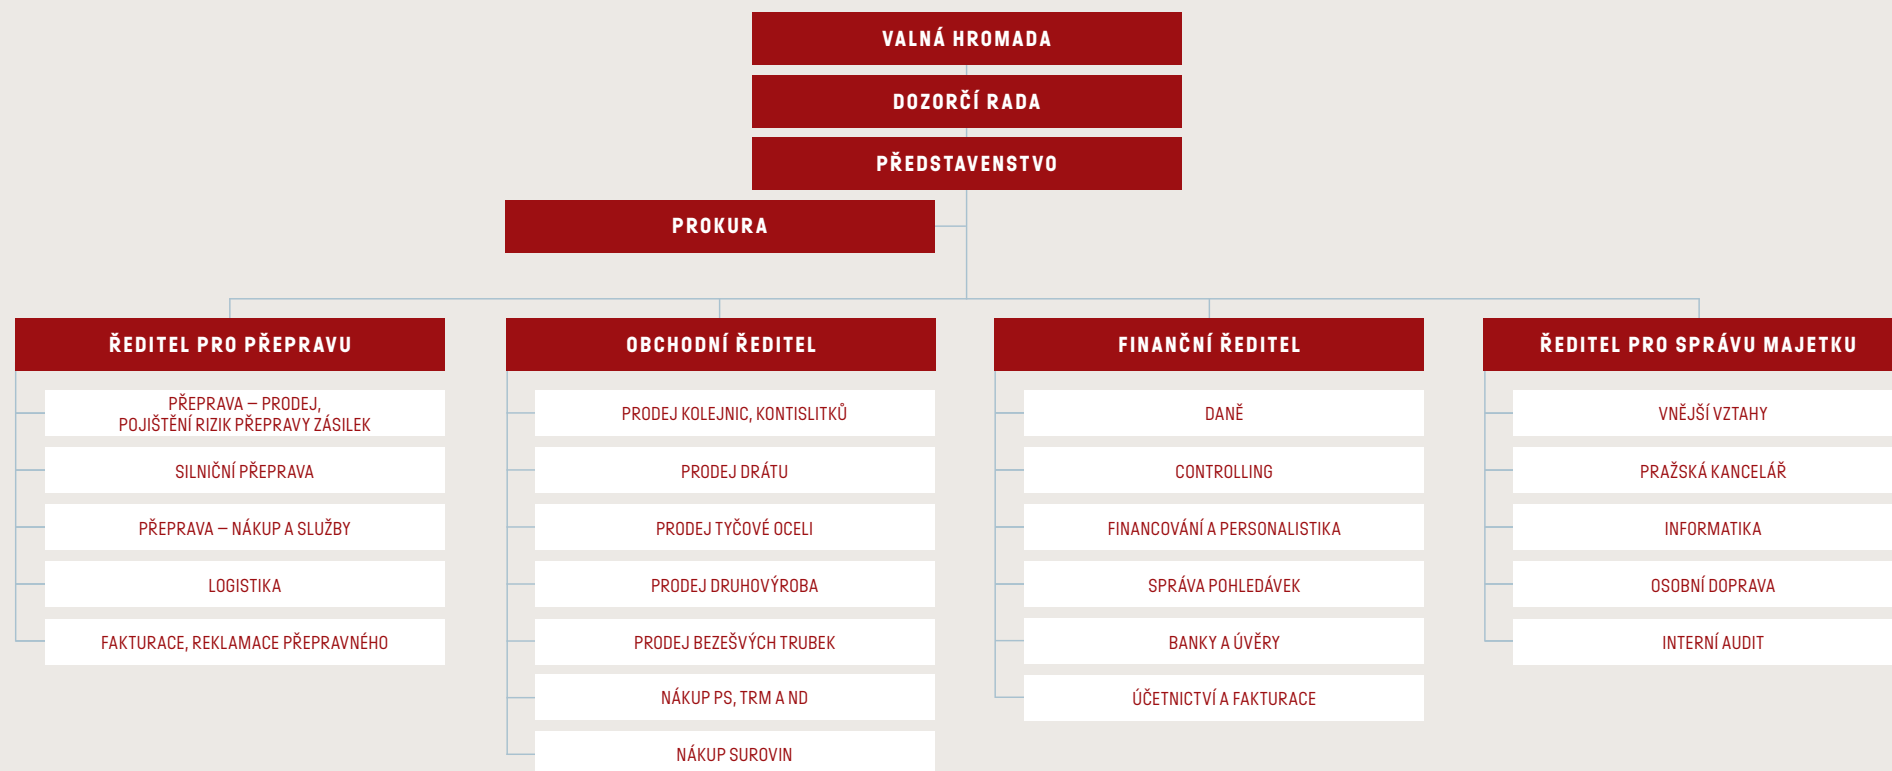 VALNÁ HROMADA
DOZORČÍ RADA
PŘEDSTAVENSTVO
PROKURA
ŘEDITEL PRO PŘEPRAVU
PŘEPRAVA – PRODEJ,
POJIŠTĚNÍ RIZIK PŘEPRAVY ZÁSILEK
SILNIČNÍ PŘEPRAVA
PŘEPRAVA – NÁKUP A SLUŽBY
LOGISTIKA
FAKTURACE, REKLAMACE PŘEPRAVNÉHO
OBCHODNÍ ŘEDITEL
PRODEJ KOLEJNIC, KONTISLITKŮ
PRODEJ DRÁTU
PRODEJ TYČOVÉ OCELI
PRODEJ DRUHOVÝROBA
PRODEJ BEZEŠVÝCH TRUBEK
NÁKUP PS, TRM A ND
NÁKUP SUROVIN
FINANČNÍ ŘEDITEL
DANĚ
CONTROLLING
FINANCOVÁNÍ A PERSONALISTIKA
SPRÁVA POHLEDÁVEK
BANKY A ÚVĚRY
ÚČETNICTVÍ A FAKTURACE
ŘEDITEL PRO SPRÁVU MAJETKU
VNĚJŠÍ VZTAHY
PRAŽSKÁ KANCELÁŘ
INFORMATIKA
OSOBNÍ DOPRAVA
INTERNÍ AUDIT